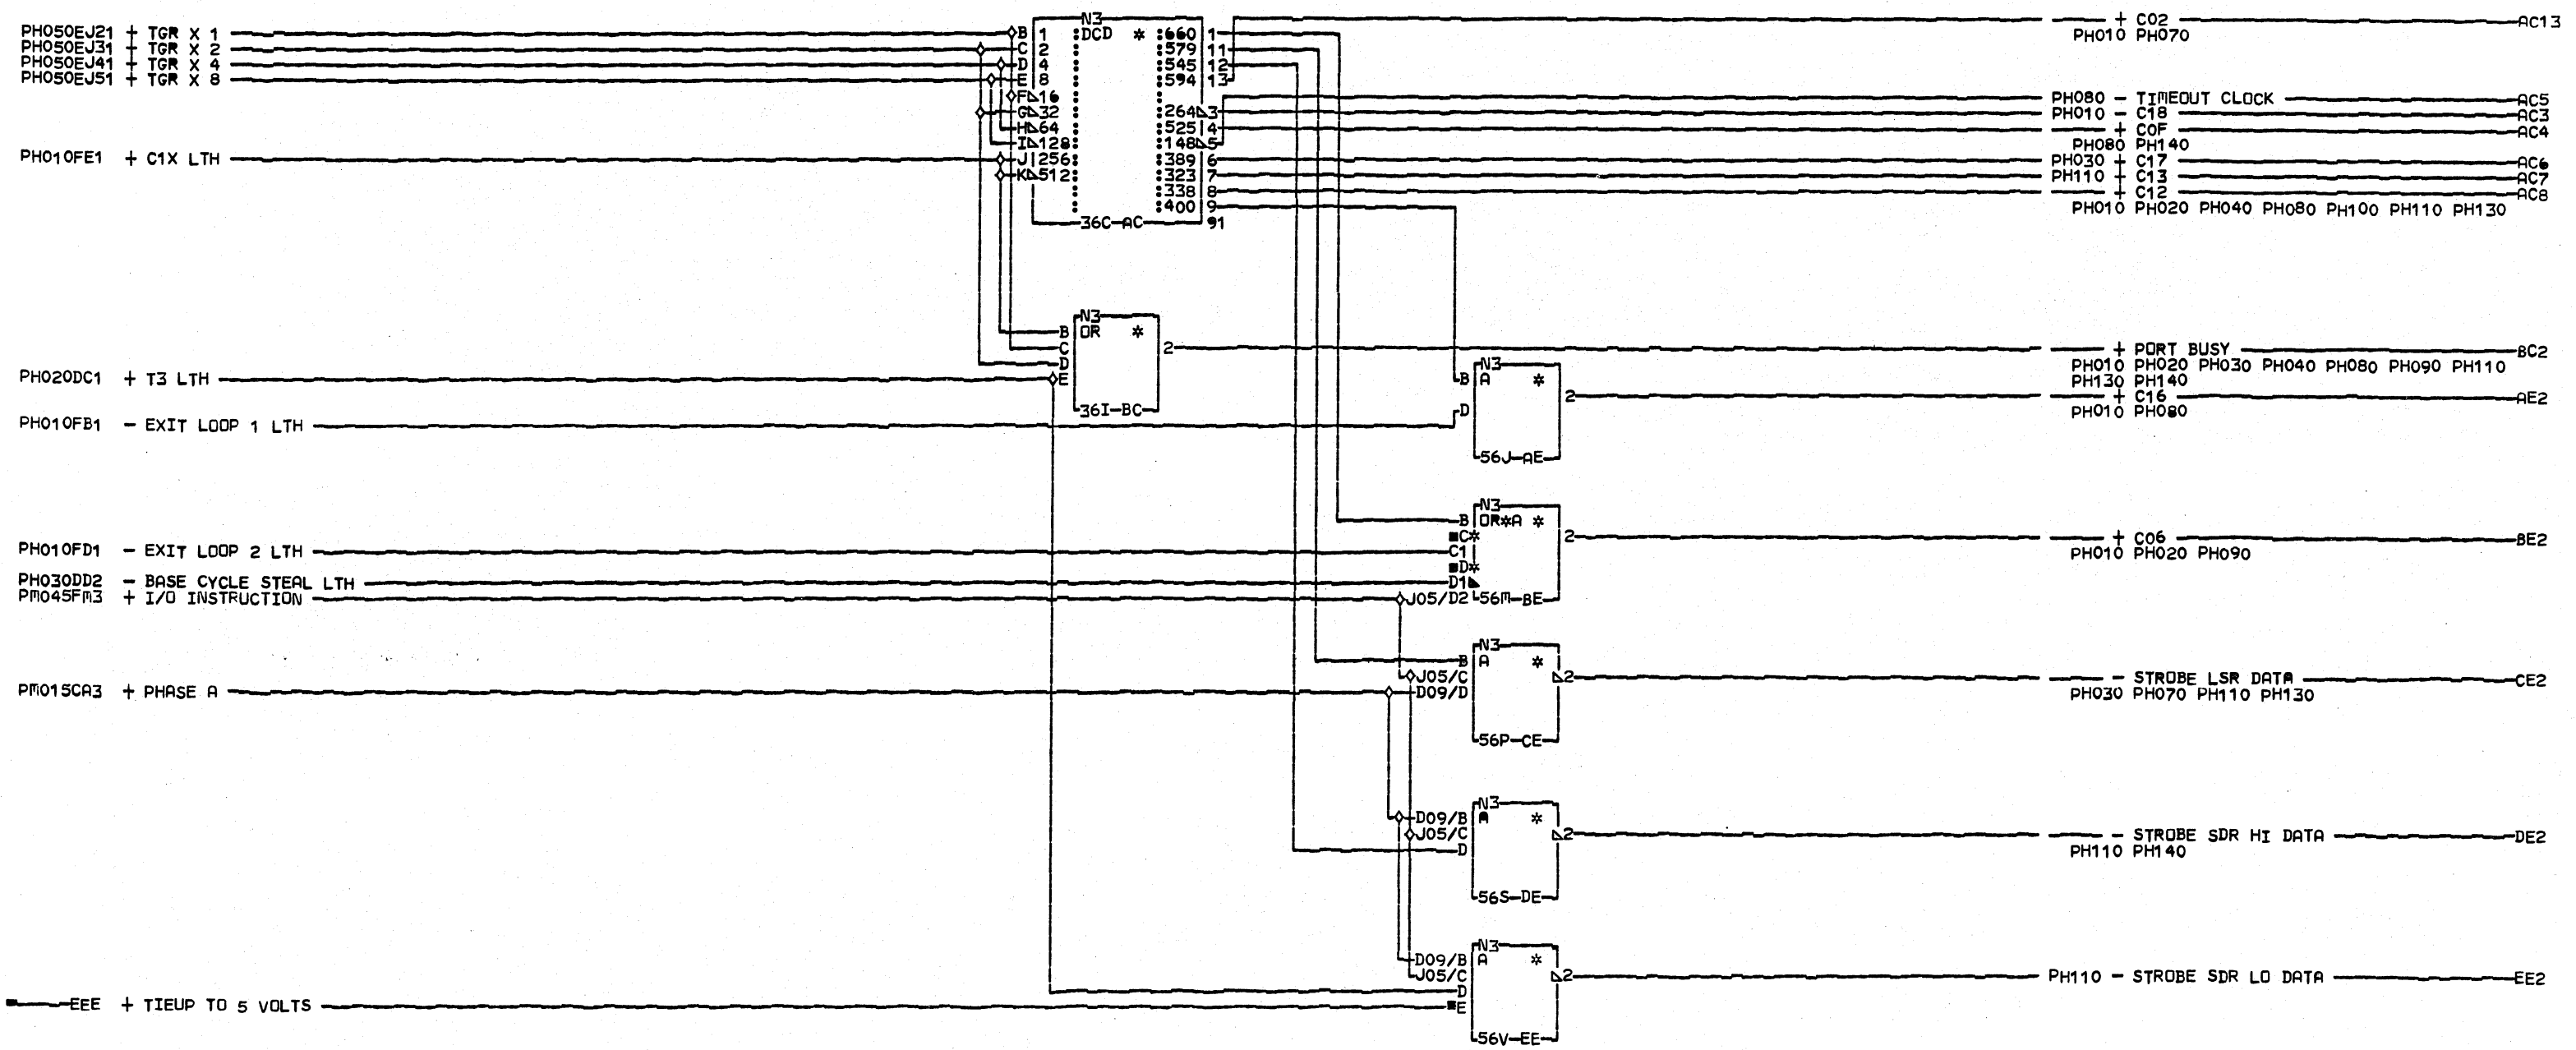 N3
PH050EJ21 + TGR X 1 B 1 DCD * 660 1 + C02 AC13
PH050EJ31 + TGR X 2 C 2 579 11 PH010 PH070
PH050EJ41 + TGR X 4 D 4 545 12
PH050EJ51 + TGR X 8 E 8 594 13
F 16 PH080 - TIMEOUT CLOCK AC5
G 32 264 3 PH010 - C18 AC3
H 64 525 4 + C0F AC4
I 128 148 5 PH080 PH140
PH010FE1 + C1X LTH J 256 389 6 PH030 + C17 AC6
K 512 323 7 PH110 + C13 AC7
338 8 + C12 AC8
400 9 PH010 PH020 PH040 PH080 PH100 PH110 PH130
36C-AC 91
N3
B OR *
C 2 + PORT BUSY BC2
D N3 PH010 PH020 PH030 PH040 PH080 PH090 PH110
PH020DC1 + T3 LTH E B A * PH130 PH140
2 + C16 AE2
36I-BC D PH010 PH080
PH010FB1 - EXIT LOOP 1 LTH
56J-AE
N3
B OR*A *
C* 2 + C06 BE2
PH010FD1 - EXIT LOOP 2 LTH C1 PH010 PH020 PH090
D*
PH030DD2 - BASE CYCLE STEAL LTH D1
PM045FM3 + I/O INSTRUCTION J05/D2 56M-BE
N3
B A *
J05/C 2 - STROBE LSR DATA CE2
PM015CA3 + PHASE A D09/D PH030 PH070 PH110 PH130
56P-CE
N3
D09/B A *
J05/C 2 - STROBE SDR HI DATA DE2
D PH110 PH140
56S-DE
N3
D09/B A *
J05/C 2 PH110 - STROBE SDR LO DATA EE2
D
EEE + TIEUP TO 5 VOLTS E
56V-EE